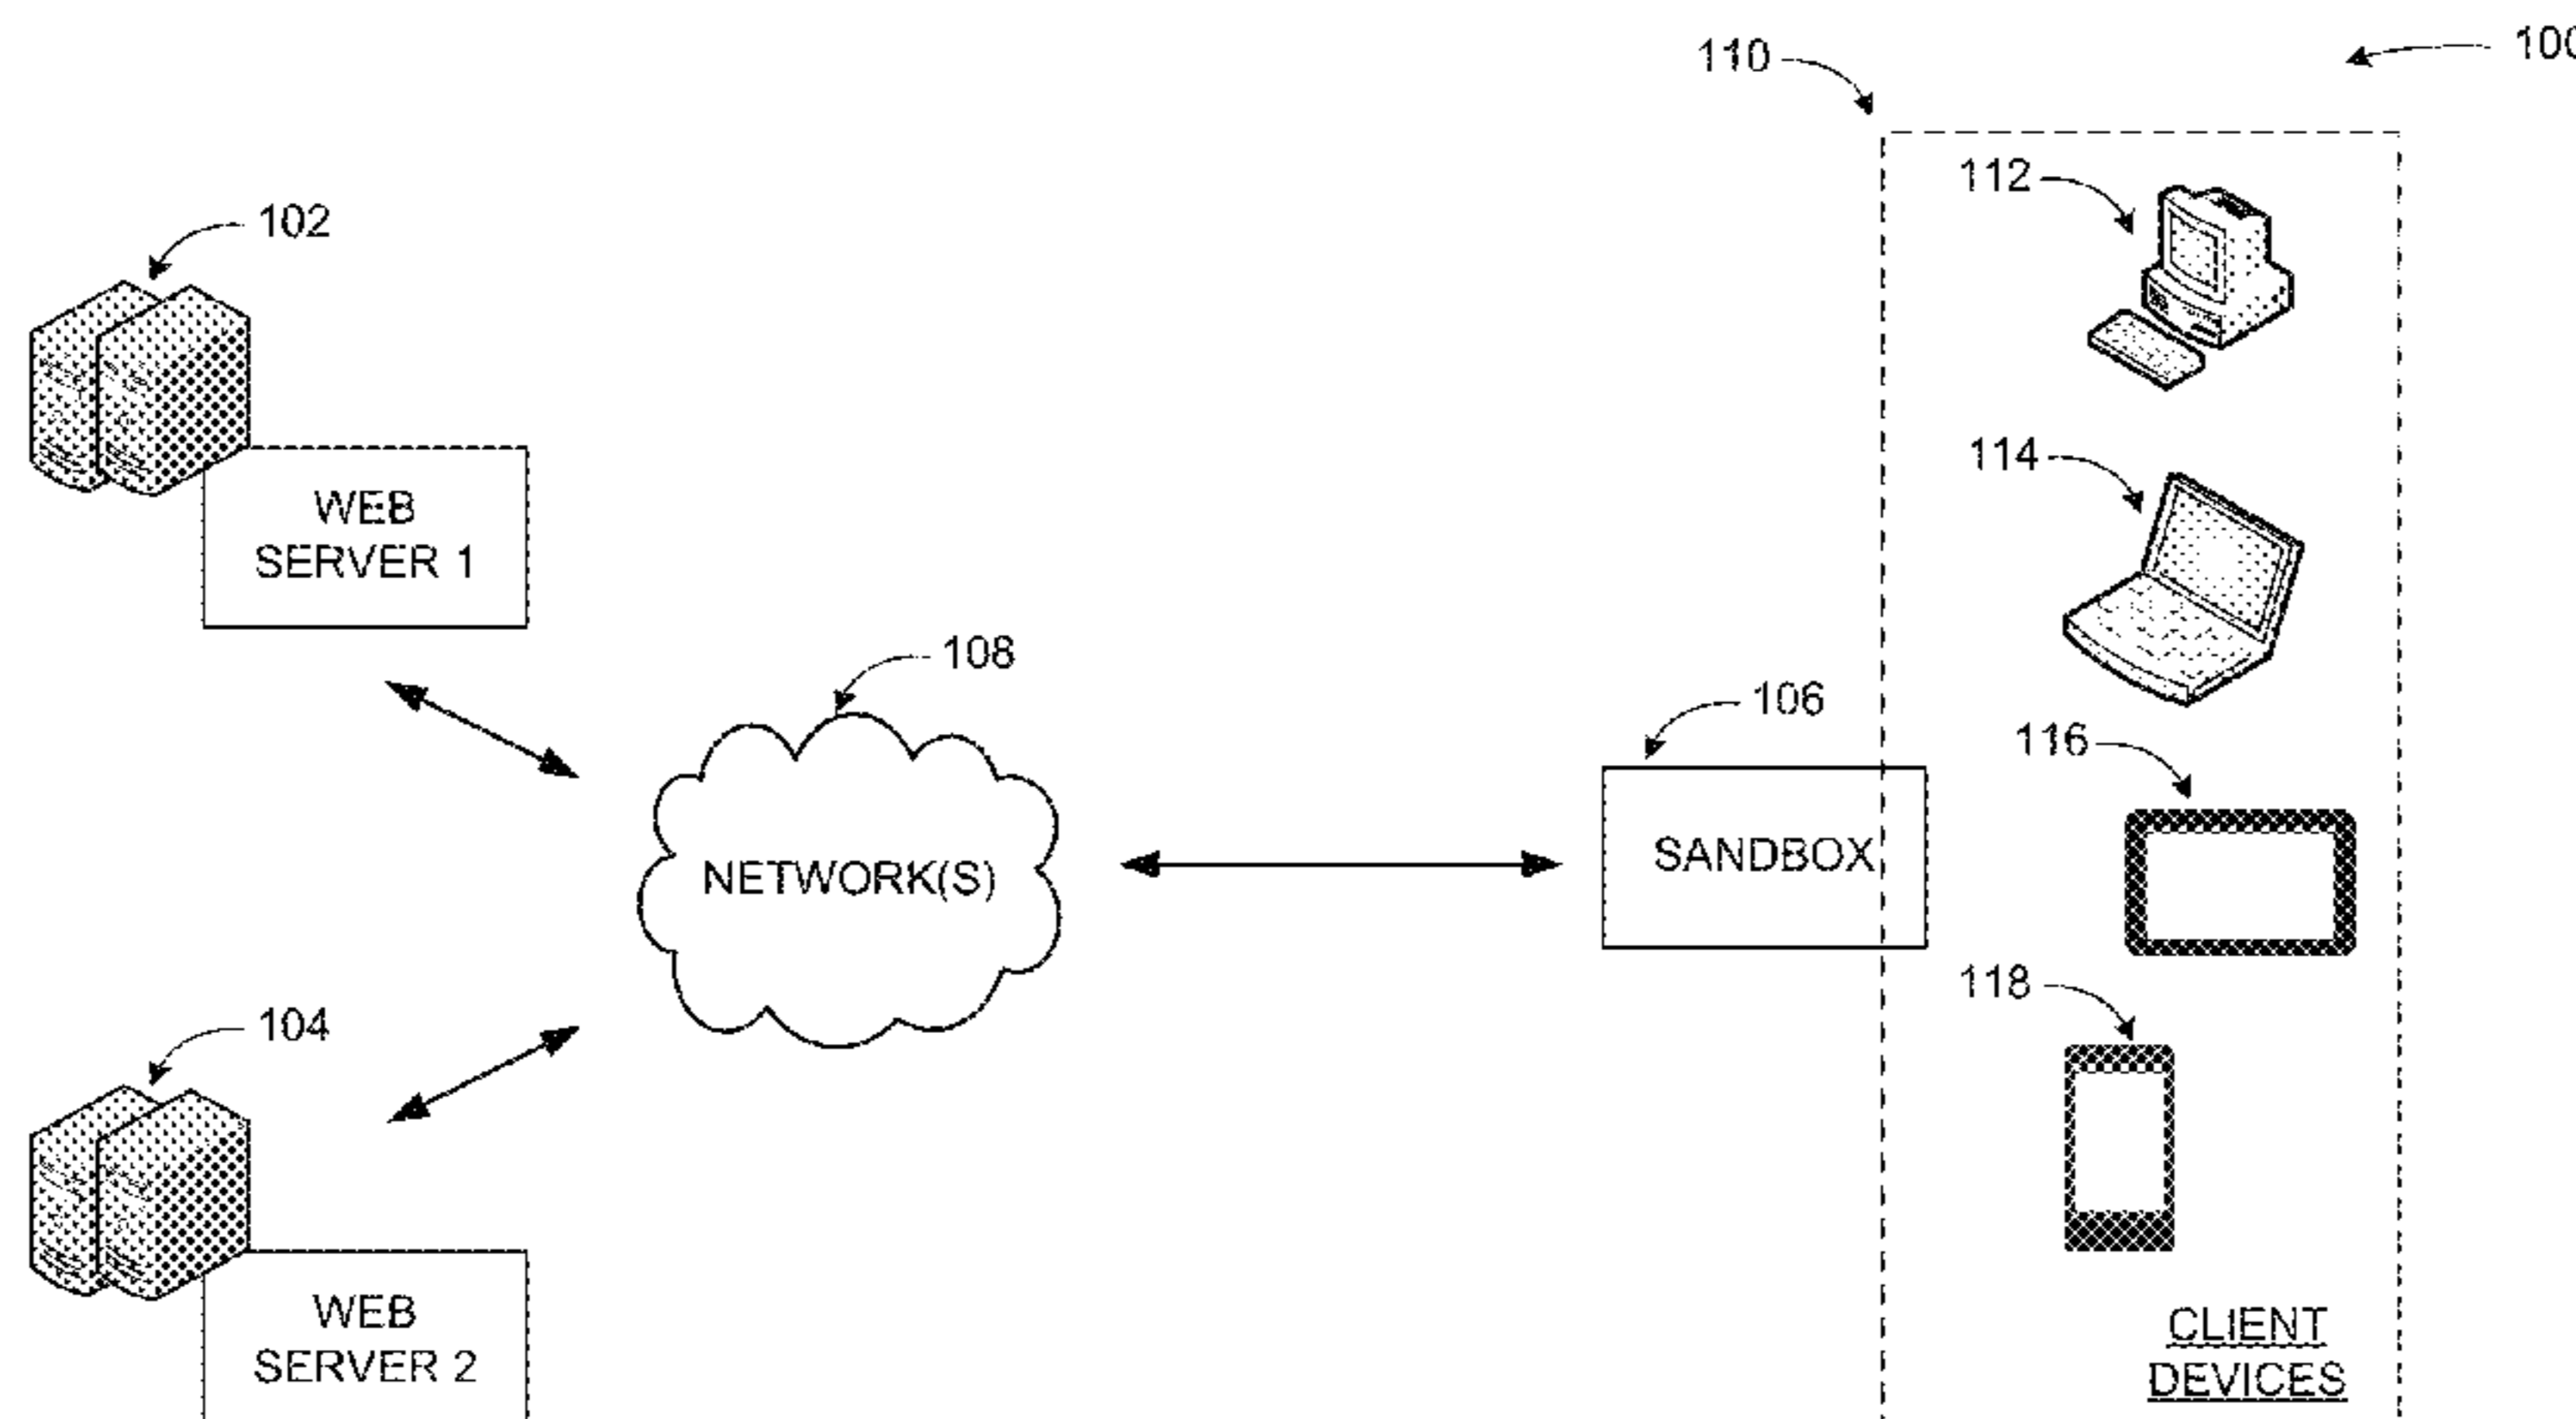 100
110
112
102
114
WEB
SERVER 1
108
106
116
NETWORK(S)
SANDBOX
118
104
WEB
SERVER 2
CLIENT
DEVICES